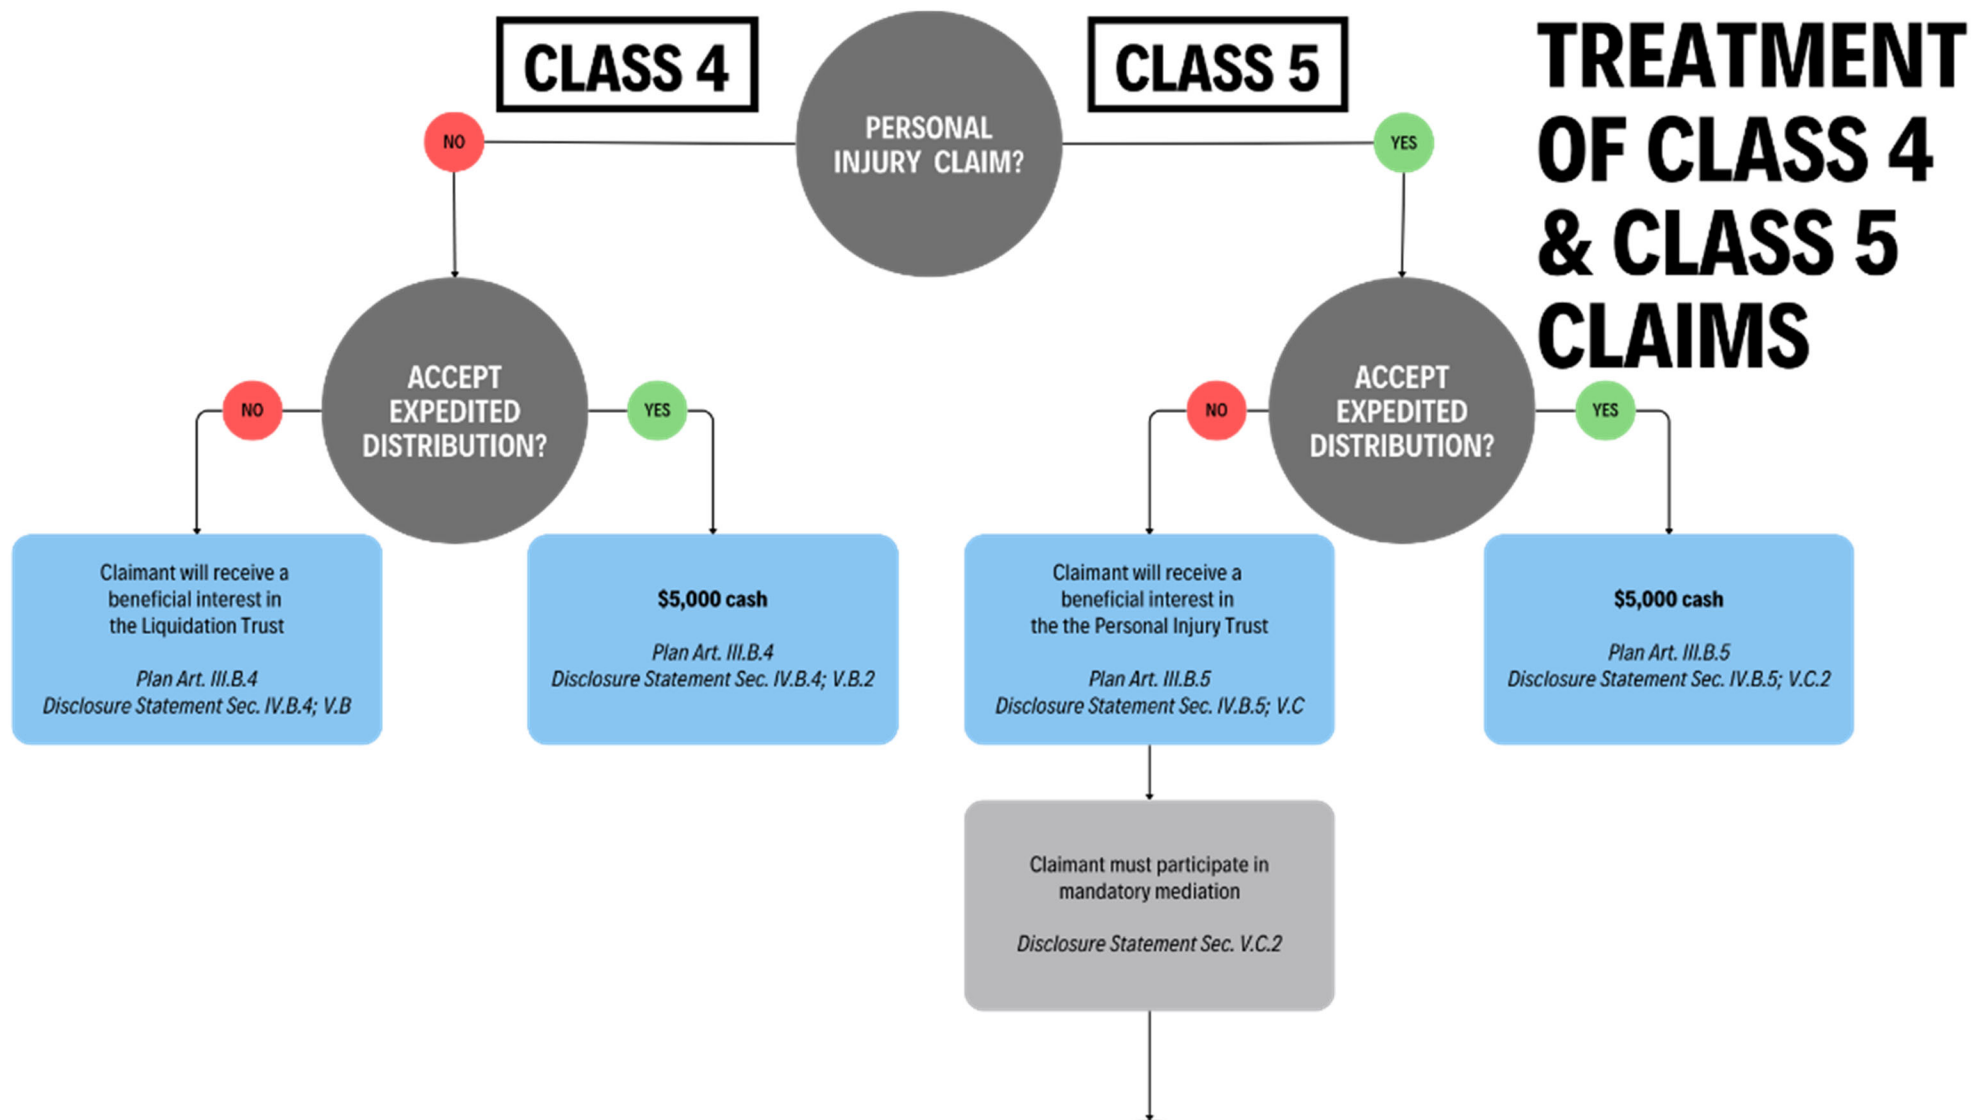 CLASS 4
CLASS 5
TREATMENT
OF CLASS 4
& CLASS 5
CLAIMS
PERSONAL
INJURY CLAIM?
NO
YES
ACCEPT
EXPEDITED
DISTRIBUTION?
NO
YES
ACCEPT
EXPEDITED
DISTRIBUTION?
NO
YES
Claimant will receive a
beneficial interest in
the Liquidation Trust
Plan Art. III.B.4
Disclosure Statement Sec. IV.B.4; V.B
$5,000 cash
Plan Art. III.B.4
Disclosure Statement Sec. IV.B.4; V.B.2
Claimant will receive a
beneficial interest in
the the Personal Injury Trust
Plan Art. III.B.5
Disclosure Statement Sec. IV.B.5; V.C
$5,000 cash
Plan Art. III.B.5
Disclosure Statement Sec. IV.B.5; V.C.2
Claimant must participate in
mandatory mediation
Disclosure Statement Sec. V.C.2